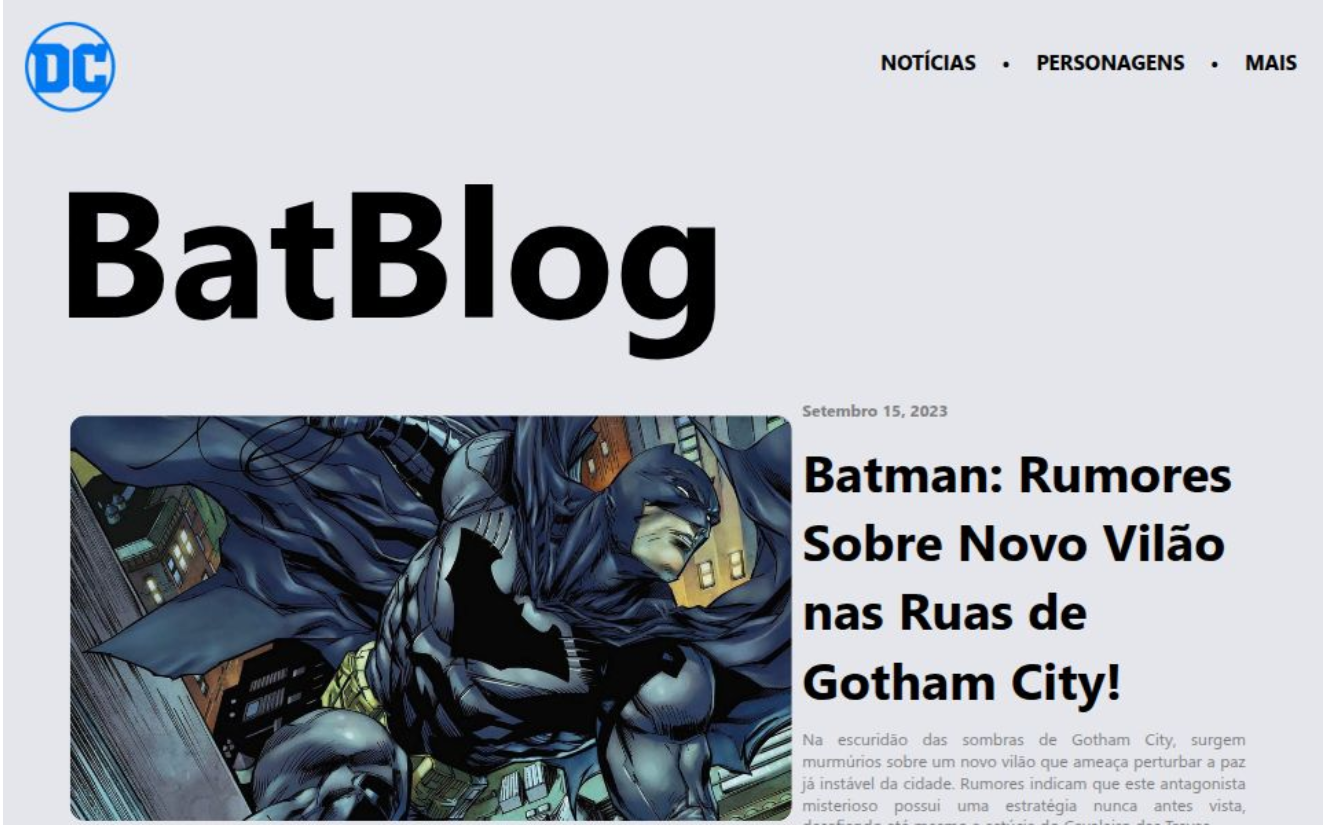 DC
NOTÍCIAS • PERSONAGENS • MAIS
BatBlog
Setembro 15, 2023
Batman: Rumores
Sobre Novo Vilão
nas Ruas de
Gotham City!
Na escuridão das sombras de Gotham City, surgem
murmúrios sobre um novo vilão que ameaça perturbar a paz
já instável da cidade. Rumores indicam que este antagonista
misterioso possui uma estratégia nunca antes vista,